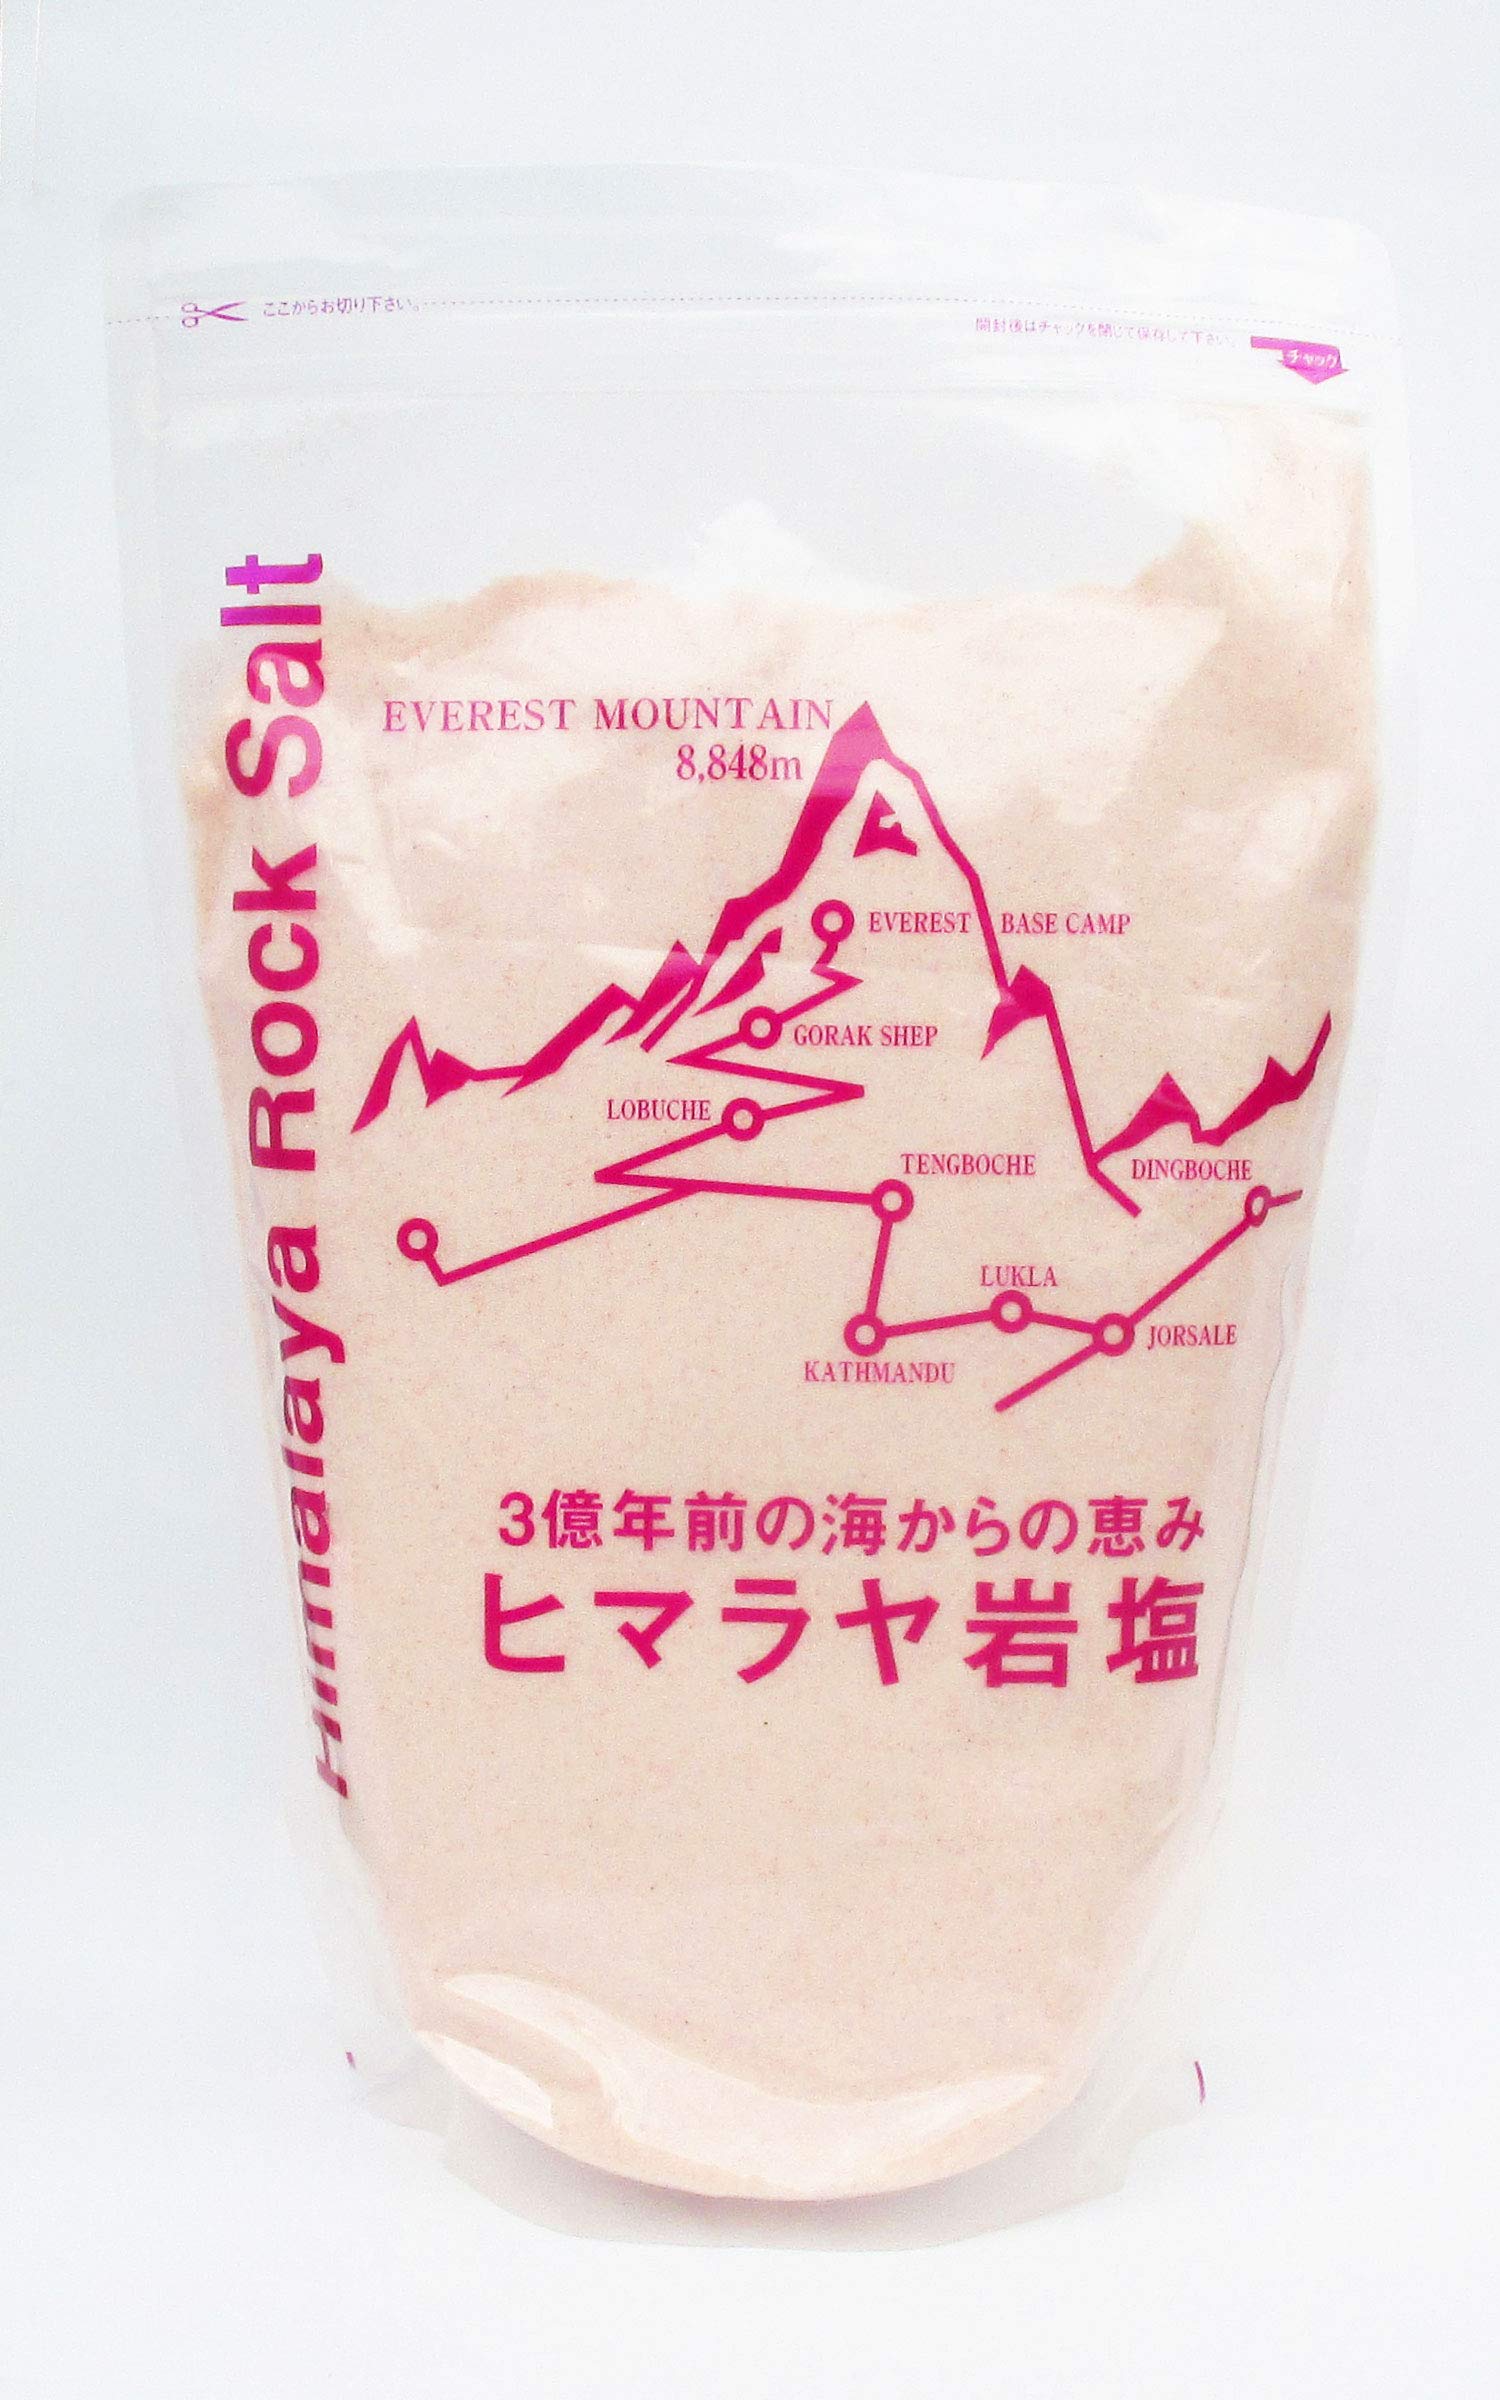 ここからお切り下さい。
開封後はチャックを閉じて保存して下さい。
チャック
Himalaya Rock Salt
EVEREST MOUNTAIN
8,848m
EVEREST BASE CAMP
GORAK SHEP
LOBUCHE
TENGBOCHE
DINGBOCHE
LUKLA
JORSALE
KATHMANDU
3億年前の海からの恵み
ヒマラヤ岩塩